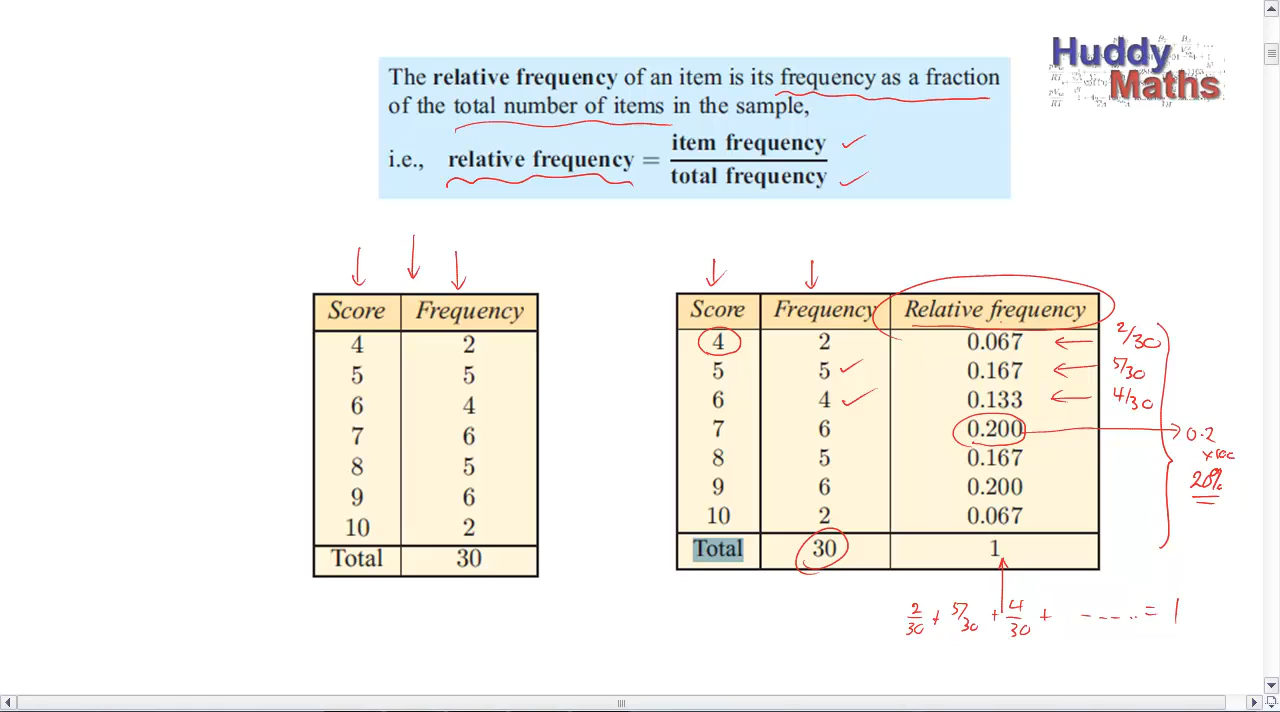 Huddy
Maths
The relative frequency of an item is its frequency as a fraction
of the total number of items in the sample,
i.e., relative frequency = item frequency
total frequency
Score Frequency
4 2
5 5
6 4
7 6
8 5
9 6
10 2
Total 30
Score Frequency Relative frequency
4 2 0.067 2/30
5 5 0.167 5/30
6 4 0.133 4/30
7 6 0.200 0.2
x100
8 5 0.167
20%
9 6 0.200
10 2 0.067
Total 30 1
2/30 + 5/30 + 4/30 + ------.. = 1